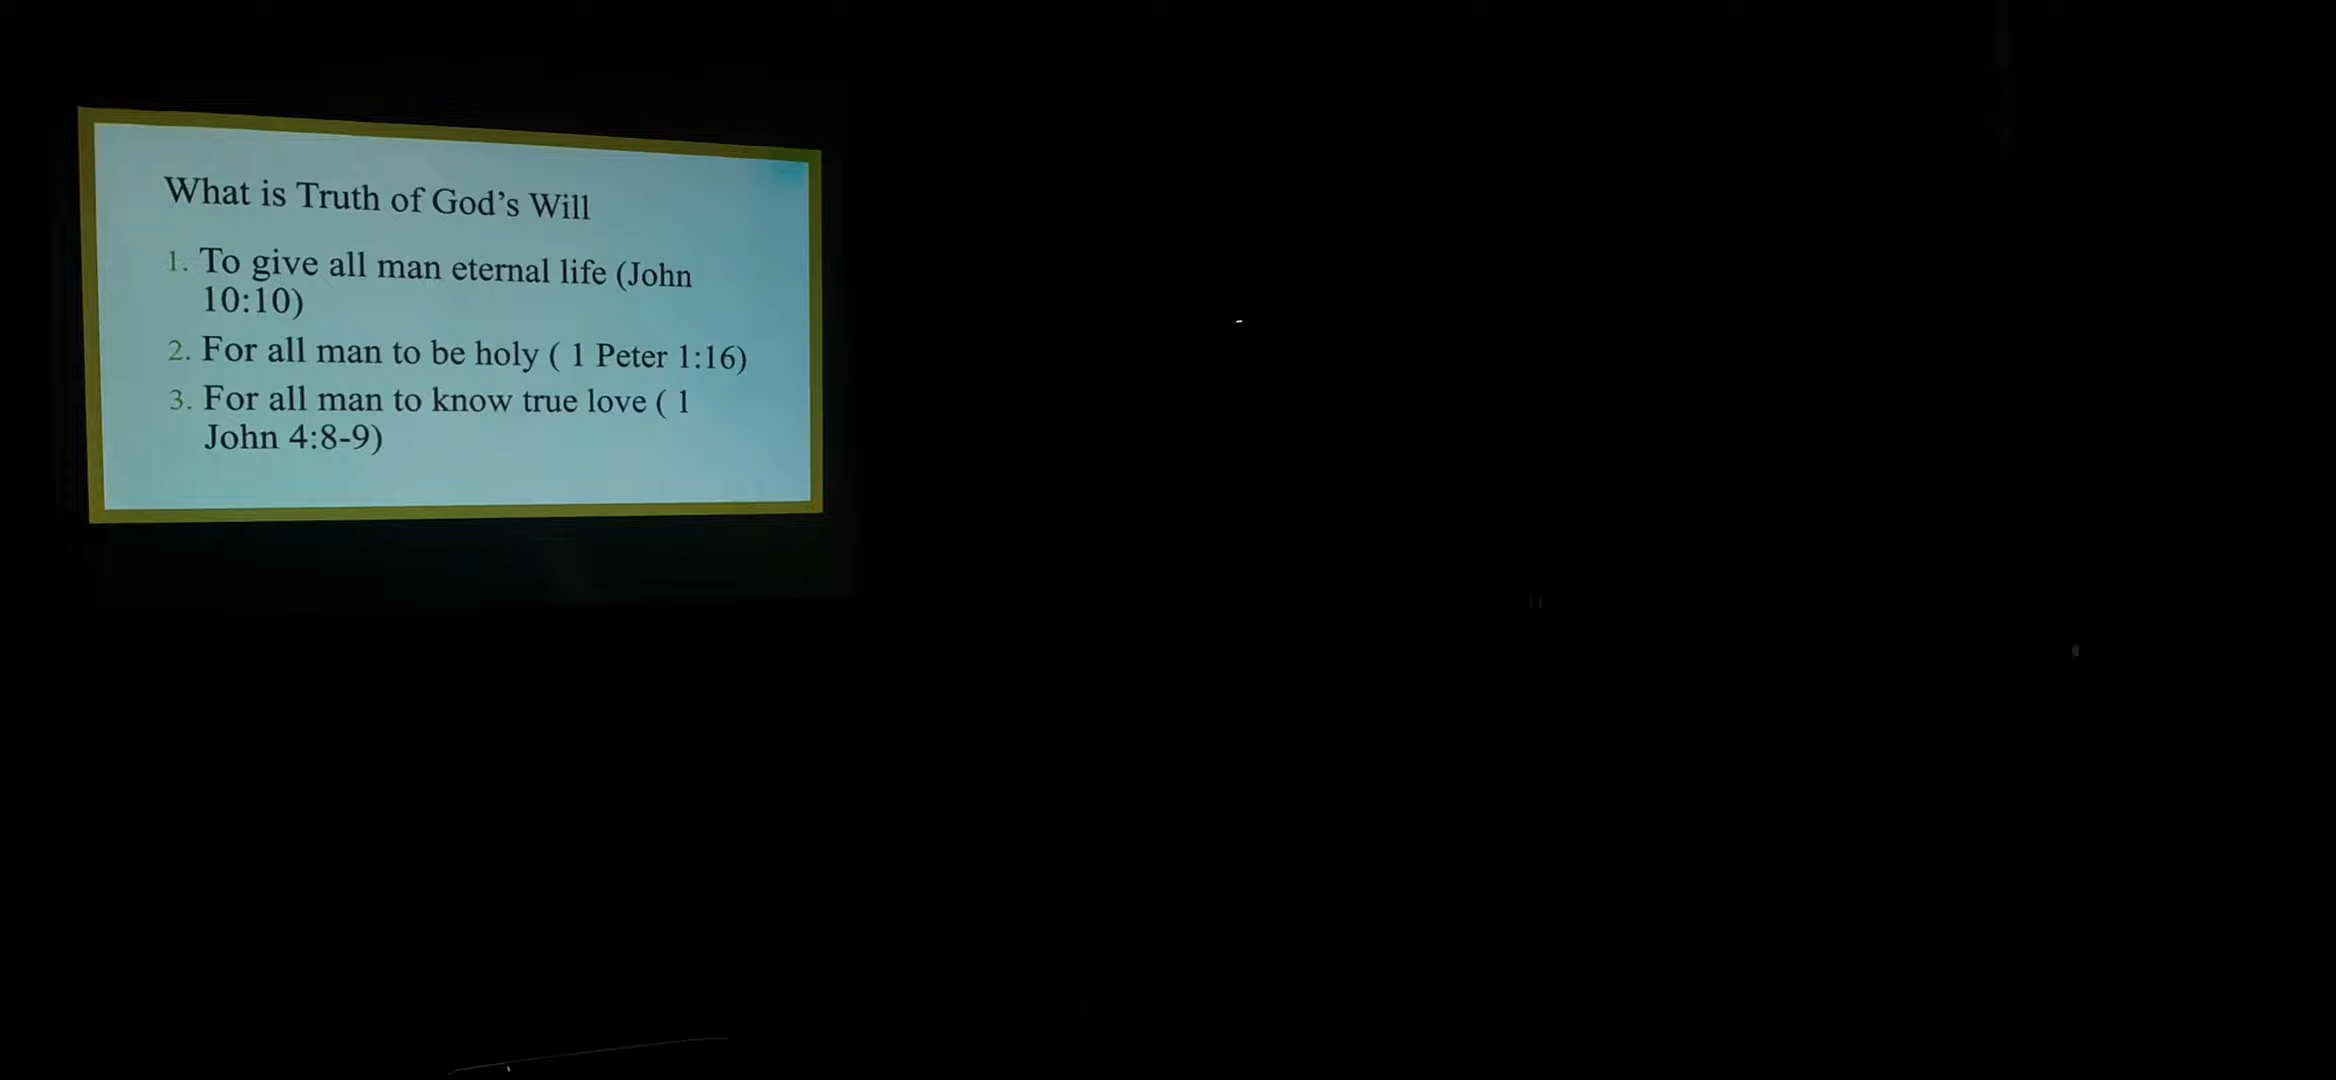 What is Truth of God's Will
1. To give all man eternal life (John
10:10)
2. For all man to be holy ( 1 Peter 1:16)
3. For all man to know true love ( 1
John 4:8-9)